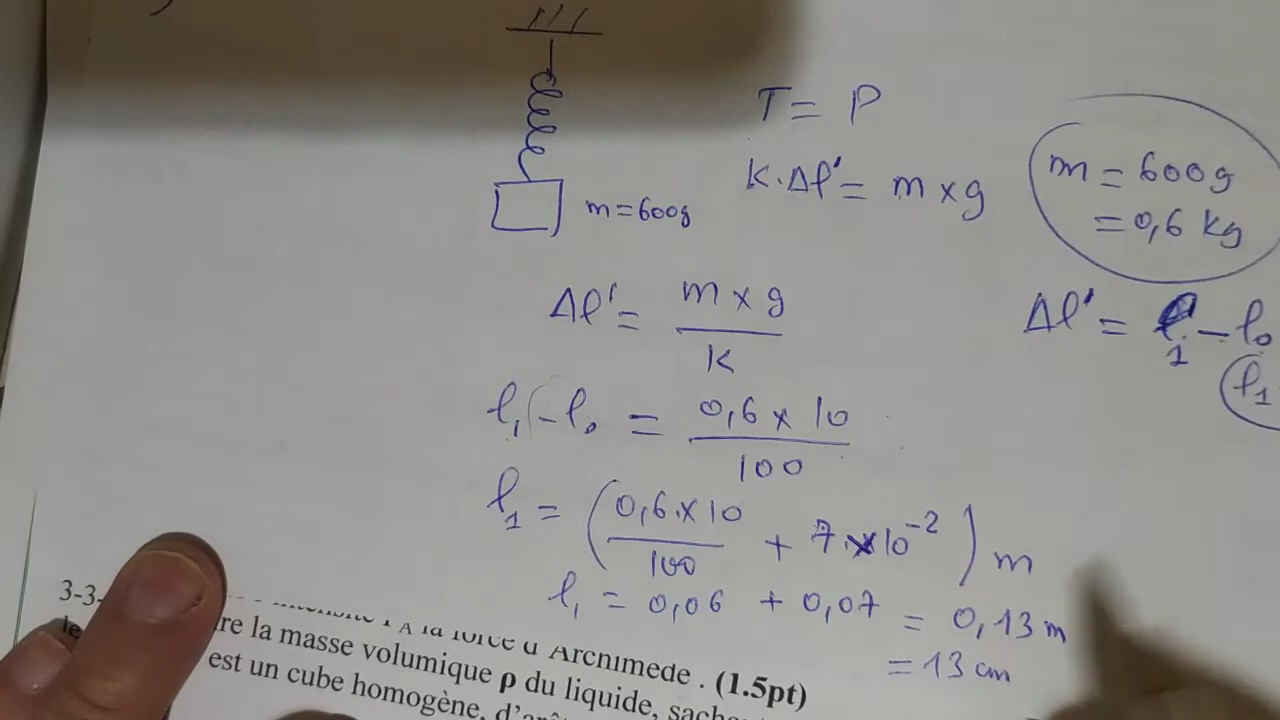 T = P
m = 600g
K.Δl' = m x g
m = 600g
= 0,6 kg
Δl' = m x g / K
Δl' = l1 - l0
l1
l1 - l0 = 0,6 x 10 / 100
l1 = (0,6 x 10 / 100 + 7 x 10^-2) m
l1 = 0,06 + 0,07 = 0,13 m
= 13 cm
3-3- la force d'Archimède . (1.5pt)
la masse volumique ρ du liquide,
est un cube homogène,